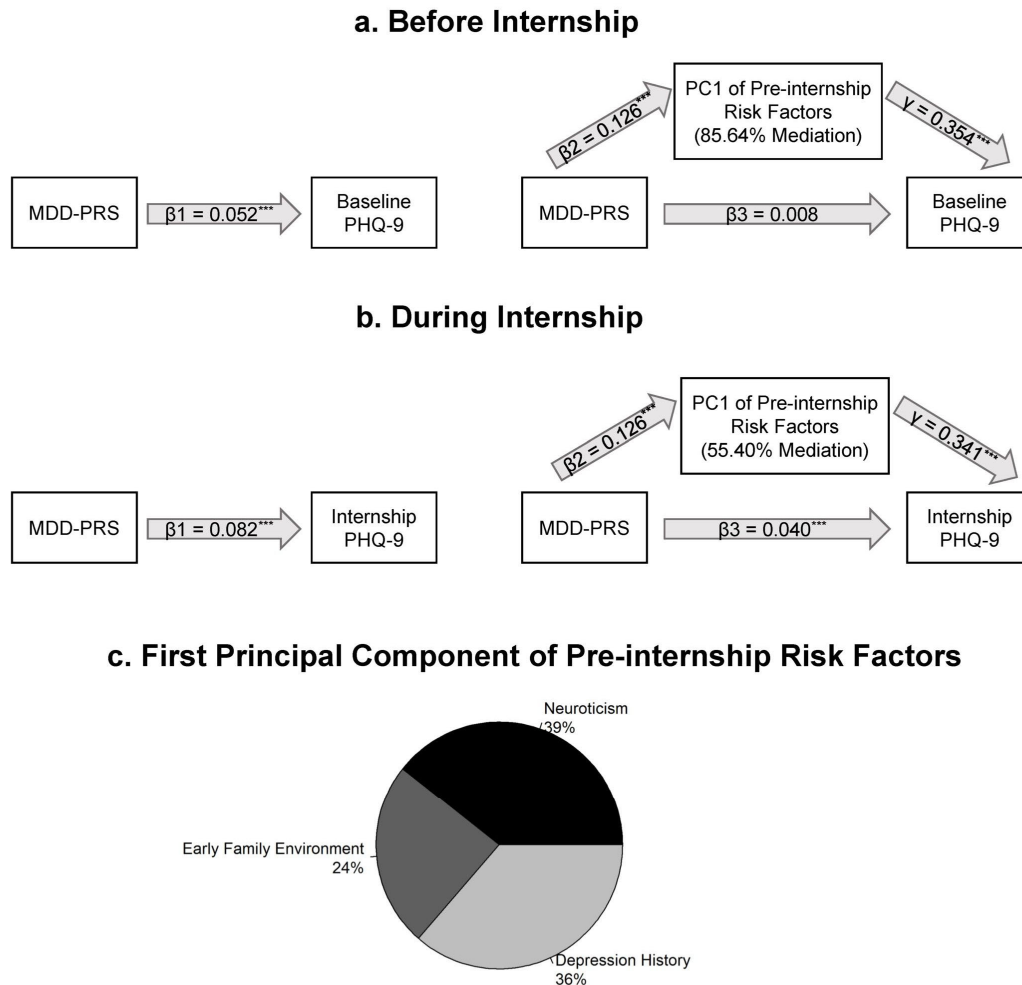 a. Before Internship
MDD-PRS
β1 = 0.052***
Baseline
PHQ-9
β2 = 0.126***
PC1 of Pre-internship
Risk Factors
(85.64% Mediation)
γ = 0.354***
MDD-PRS
β3 = 0.008
Baseline
PHQ-9
b. During Internship
MDD-PRS
β1 = 0.082***
Internship
PHQ-9
β2 = 0.126***
PC1 of Pre-internship
Risk Factors
(55.40% Mediation)
γ = 0.341***
MDD-PRS
β3 = 0.040***
Internship
PHQ-9
c. First Principal Component of Pre-internship Risk Factors
Neuroticism
39%
Early Family Environment
24%
Depression History
36%